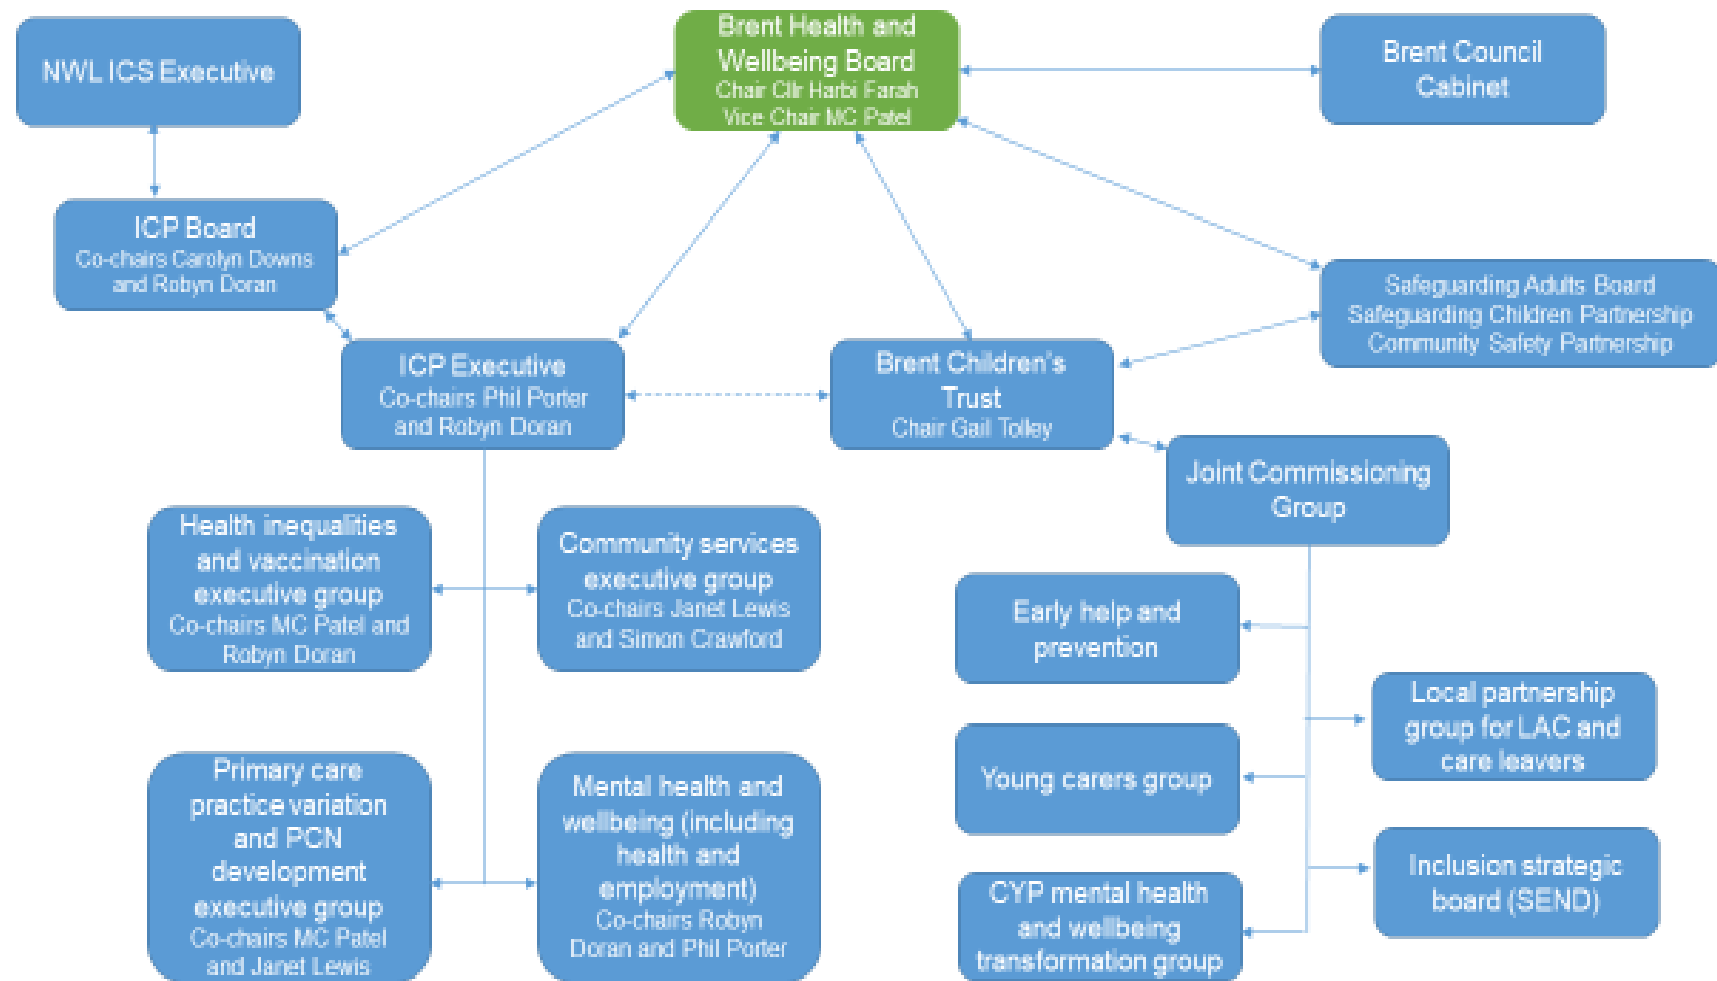 NWL ICS Executive
Brent Health and
Wellbeing Board
Chair Cllr Harbi Farah
Vice Chair MC Patel
Brent Council
Cabinet
ICP Board
Co-chairs Carolyn Downs
and Robyn Doran
Safeguarding Adults Board
Safeguarding Children Partnership
Community Safety Partnership
ICP Executive
Co-chairs Phil Porter
and Robyn Doran
Brent Children's
Trust
Chair Gail Tolley
Joint Commissioning
Group
Health inequalities
and vaccination
executive group
Co-chairs MC Patel and
Robyn Doran
Community services
executive group
Co-chairs Janet Lewis
and Simon Crawford
Early help and
prevention
Local partnership
group for LAC and
care leavers
Young carers group
Primary care
practice variation
and PCN
development
executive group
Co-chairs MC Patel
and Janet Lewis
Mental health and
wellbeing (including
health and
employment)
Co-chairs Robyn
Doran and Phil Porter
CYP mental health
and wellbeing
transformation group
Inclusion strategic
board (SEND)